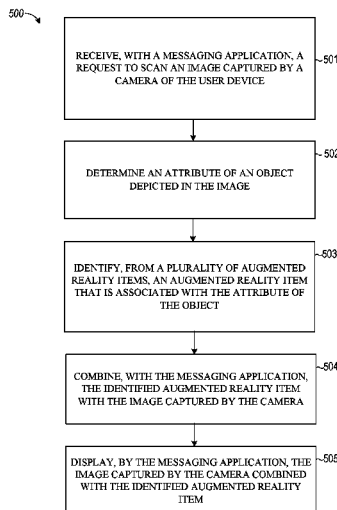 500
RECEIVE, WITH A MESSAGING APPLICATION, A
REQUEST TO SCAN AN IMAGE CAPTURED BY A
CAMERA OF THE USER DEVICE
501
DETERMINE AN ATTRIBUTE OF AN OBJECT
DEPICTED IN THE IMAGE
502
IDENTIFY, FROM A PLURALITY OF AUGMENTED
REALITY ITEMS, AN AUGMENTED REALITY ITEM
THAT IS ASSOCIATED WITH THE ATTRIBUTE OF
THE OBJECT
503
COMBINE, WITH THE MESSAGING APPLICATION,
THE IDENTIFIED AUGMENTED REALITY ITEM
WITH THE IMAGE CAPTURED BY THE CAMERA
504
DISPLAY, BY THE MESSAGING APPLICATION, THE
IMAGE CAPTURED BY THE CAMERA COMBINED
WITH THE IDENTIFIED AUGMENTED REALITY
ITEM
505